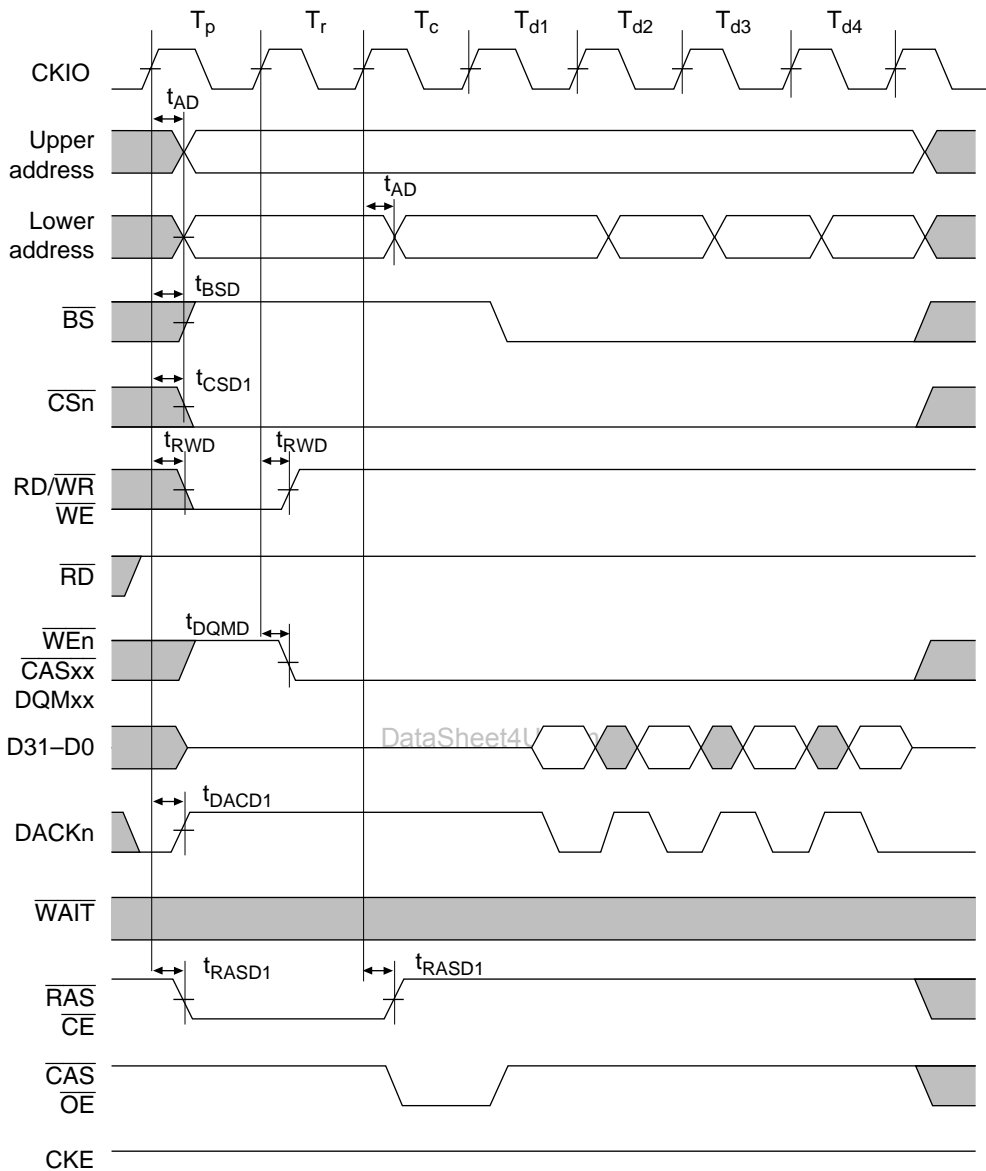 Tp Tr Tc Td1 Td2 Td3 Td4
CKIO
tAD
Upper
address
tAD
Lower
address
tBSD
BS
tCSD1
CSn
tRWD tRWD
RD/WR
WE
RD
tDQMD
WEn
CASxx
DQMxx
DataSheet4U
D31–D0
tDACD1
DACKn
WAIT
tRASD1 tRASD1
RAS
CE
CAS
OE
CKE